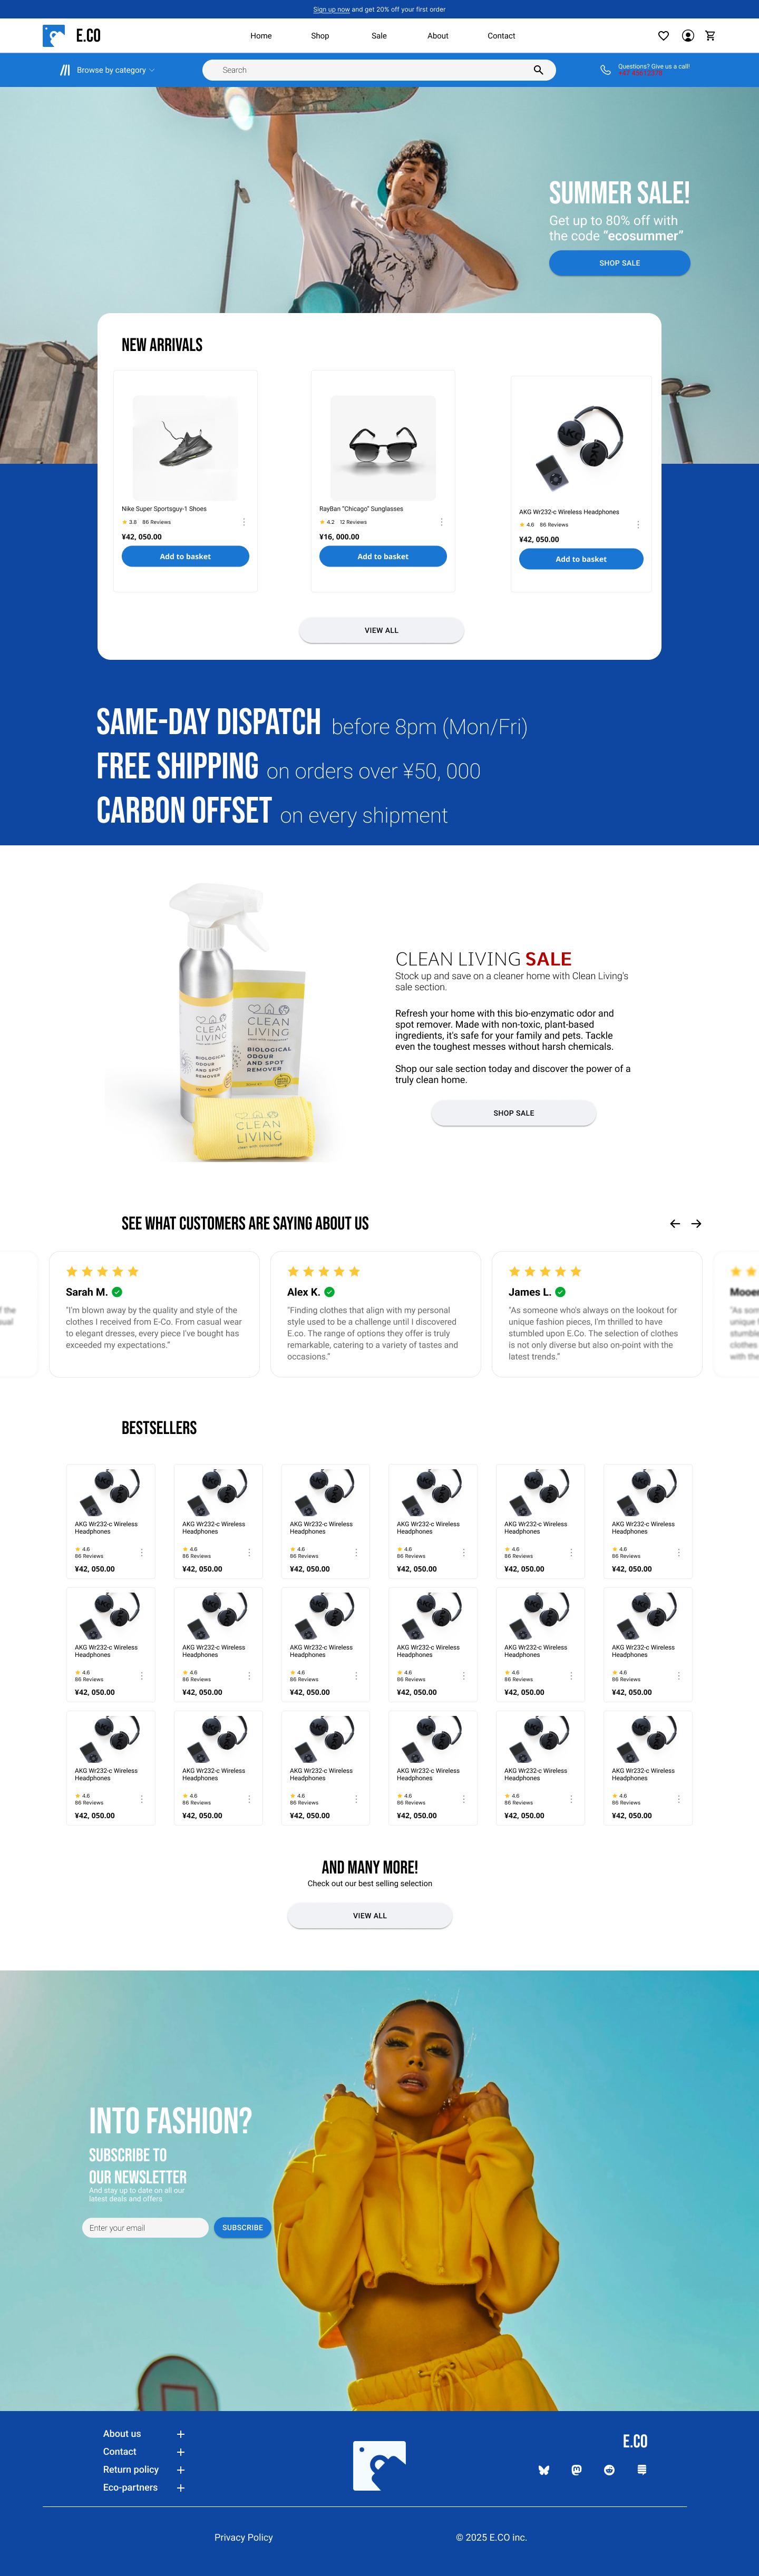 Sign up now and get 20% off your first order
E.CO
Home
Shop
Sale
About
Contact
Browse by category
Search
Questions? Give us a call!
SUMMER SALE!
Get up to 80% off with
the code “ecosummer”
SHOP SALE
NEW ARRIVALS
Nike Super Sportsguy-1 Shoes
3.8 86 Reviews
¥42, 050.00
Add to basket
RayBan "Chicago" Sunglasses
4.2 12 Reviews
¥16, 000.00
Add to basket
AKG
AKG Wr232-c Wireless Headphones
4.6 86 Reviews
¥42, 050.00
Add to basket
VIEW ALL
SAME-DAY DISPATCH before 8pm (Mon/Fri)
FREE SHIPPING on orders over ¥50, 000
CARBON OFFSET on every shipment
CLEAN
LIVING
BIOLOGICAL
ODOUR
AND SPOT
REMOVER
CLEAN
LIVING
BIOLOGICAL
ODOUR
AND SPOT
REMOVER
CLEAN
LIVING
CLEAN LIVING SALE
Stock up and save on a cleaner home with Clean Living's
sale section.
Refresh your home with this bio-enzymatic odor and
spot remover. Made with non-toxic, plant-based
ingredients, it's safe for your family and pets. Tackle
even the toughest messes without harsh chemicals.
Shop our sale section today and discover the power of a
truly clean home.
SHOP SALE
SEE WHAT CUSTOMERS ARE SAYING ABOUT US
Sarah M.
"I'm blown away by the quality and style of the
clothes I received from E-Co. From casual wear
to elegant dresses, every piece I've bought has
exceeded my expectations.”
Alex K.
"Finding clothes that align with my personal
style used to be a challenge until I discovered
E.co. The range of options they offer is truly
remarkable, catering to a variety of tastes and
occasions.”
James L.
"As someone who's always on the lookout for
unique fashion pieces, I'm thrilled to have
stumbled upon E.Co. The selection of clothes
is not only diverse but also on-point with the
latest trends.”
Mooen
"As som
unique
stumble
clothes
with the
BESTSELLERS
AKG Wr232-c Wireless
Headphones
4.6
86 Reviews
¥42, 050.00
AKG Wr232-c Wireless
Headphones
4.6
86 Reviews
¥42, 050.00
AKG Wr232-c Wireless
Headphones
4.6
86 Reviews
¥42, 050.00
AKG Wr232-c Wireless
Headphones
4.6
86 Reviews
¥42, 050.00
AKG Wr232-c Wireless
Headphones
4.6
86 Reviews
¥42, 050.00
AKG Wr232-c Wireless
Headphones
4.6
86 Reviews
¥42, 050.00
AKG Wr232-c Wireless
Headphones
4.6
86 Reviews
¥42, 050.00
AKG Wr232-c Wireless
Headphones
4.6
86 Reviews
¥42, 050.00
AKG Wr232-c Wireless
Headphones
4.6
86 Reviews
¥42, 050.00
AKG Wr232-c Wireless
Headphones
4.6
86 Reviews
¥42, 050.00
AKG Wr232-c Wireless
Headphones
4.6
86 Reviews
¥42, 050.00
AKG Wr232-c Wireless
Headphones
4.6
86 Reviews
¥42, 050.00
AKG Wr232-c Wireless
Headphones
4.6
86 Reviews
¥42, 050.00
AKG Wr232-c Wireless
Headphones
4.6
86 Reviews
¥42, 050.00
AKG Wr232-c Wireless
Headphones
4.6
86 Reviews
¥42, 050.00
AKG Wr232-c Wireless
Headphones
4.6
86 Reviews
¥42, 050.00
AKG Wr232-c Wireless
Headphones
4.6
86 Reviews
¥42, 050.00
AKG Wr232-c Wireless
Headphones
4.6
86 Reviews
¥42, 050.00
AND MANY MORE!
Check out our best selling selection
VIEW ALL
INTO FASHION?
SUBSCRIBE TO
OUR NEWSLETTER
And stay up to date on all our
latest deals and offers
Enter your email
SUBSCRIBE
About us
Contact
Return policy
Eco-partners
E.CO
Privacy Policy
© 2025 E.CO inc.